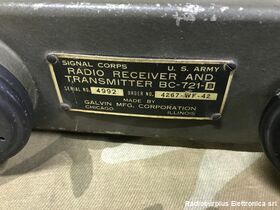 SIGNAL CORPS U. S. ARMY
RADIO RECEIVER AND
TRANSMITTER BC-721-B
SERIAL NO. 4992 ORDER NO. 4267-WF-42
MADE BY
GALVIN MFG. CORPORATION
CHICAGO ILLINOIS
Radiosurplus Elettronica srl